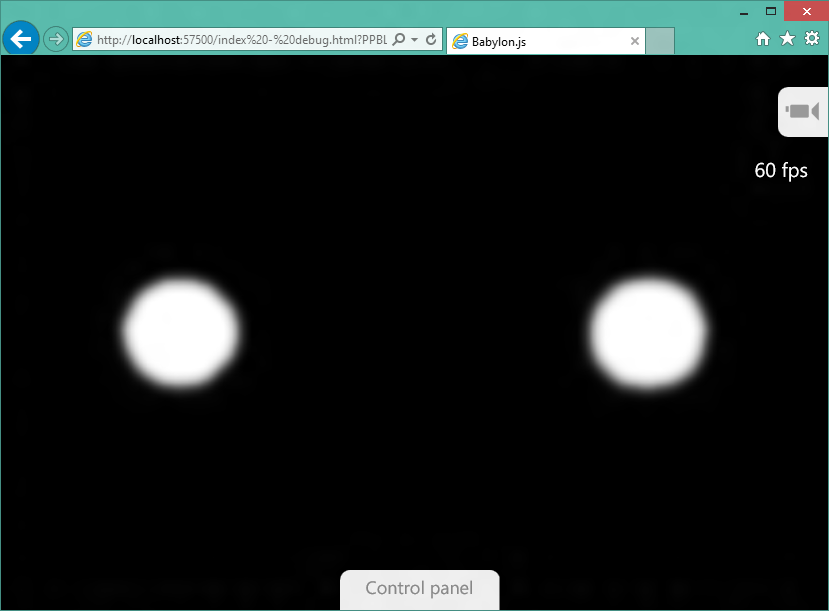 http://localhost:57500/index%20-%20debug.html?PPBL
Babylon.js
60 fps
Control panel